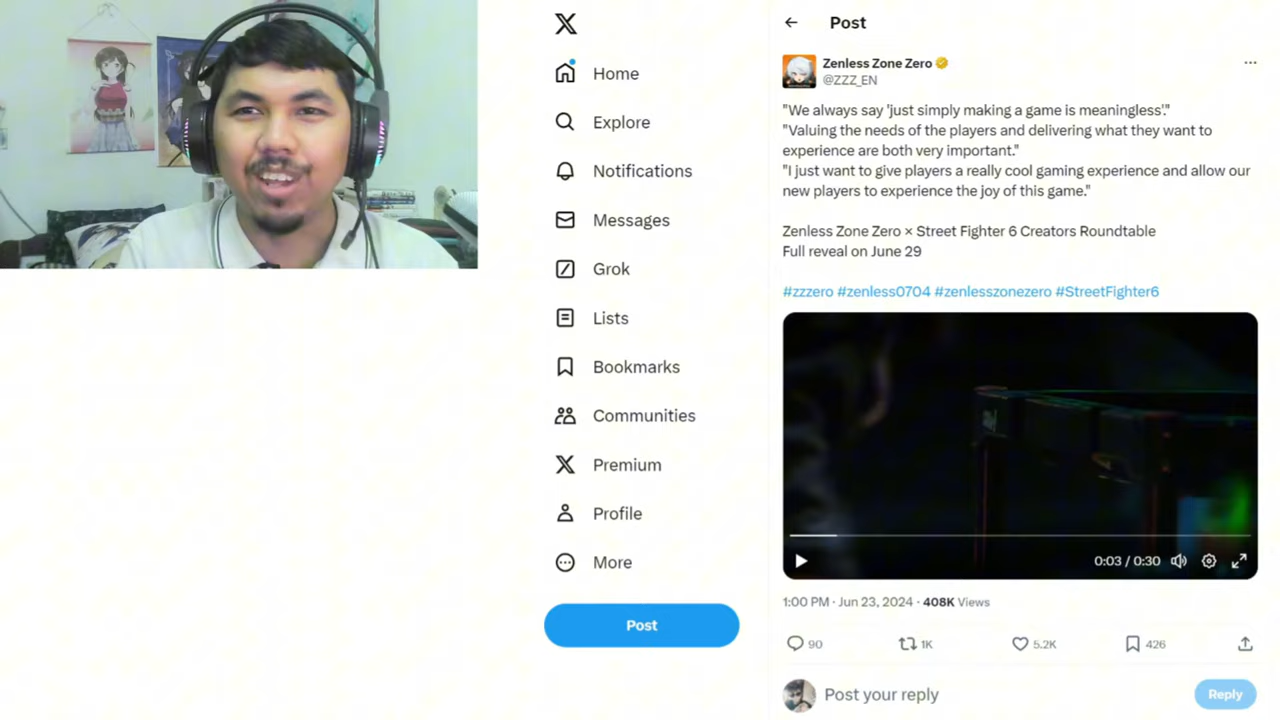 X
Home
Explore
Notifications
Messages
Grok
Lists
Bookmarks
Communities
Premium
Profile
More
Post
Post
Zenless Zone Zero
@ZZZ_EN
"We always say 'just simply making a game is meaningless'."
"Valuing the needs of the players and delivering what they want to
experience are both very important."
"I just want to give players a really cool gaming experience and allow our
new players to experience the joy of this game."
Zenless Zone Zero × Street Fighter 6 Creators Roundtable
Full reveal on June 29
#zzzero #zenless0704 #zenlesszonezero #StreetFighter6
0:03 / 0:30
1:00 PM · Jun 23, 2024 · 408K Views
90 1K 5.2K 426
Post your reply
Reply